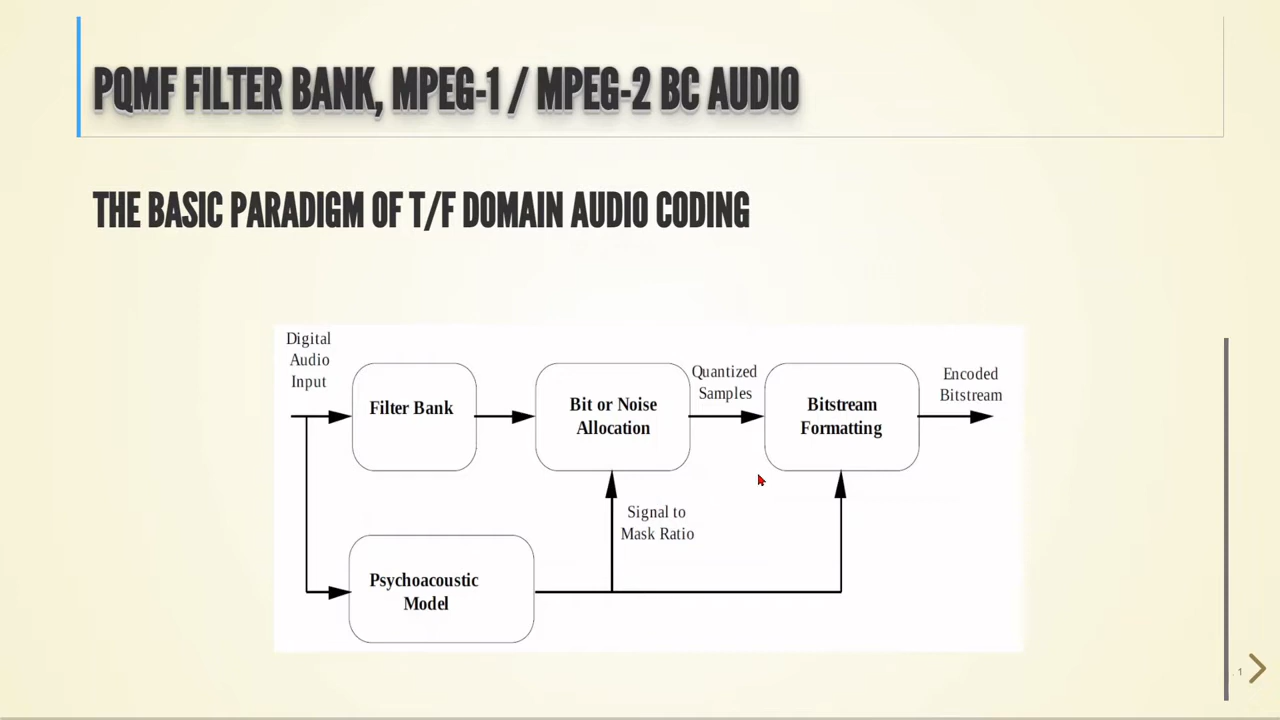 PQMF FILTER BANK, MPEG-1 / MPEG-2 BC AUDIO
THE BASIC PARADIGM OF T/F DOMAIN AUDIO CODING
Digital
Audio
Input
Filter Bank
Bit or Noise
Allocation
Quantized
Samples
Bitstream
Formatting
Encoded
Bitstream
Signal to
Mask Ratio
Psychoacoustic
Model
1